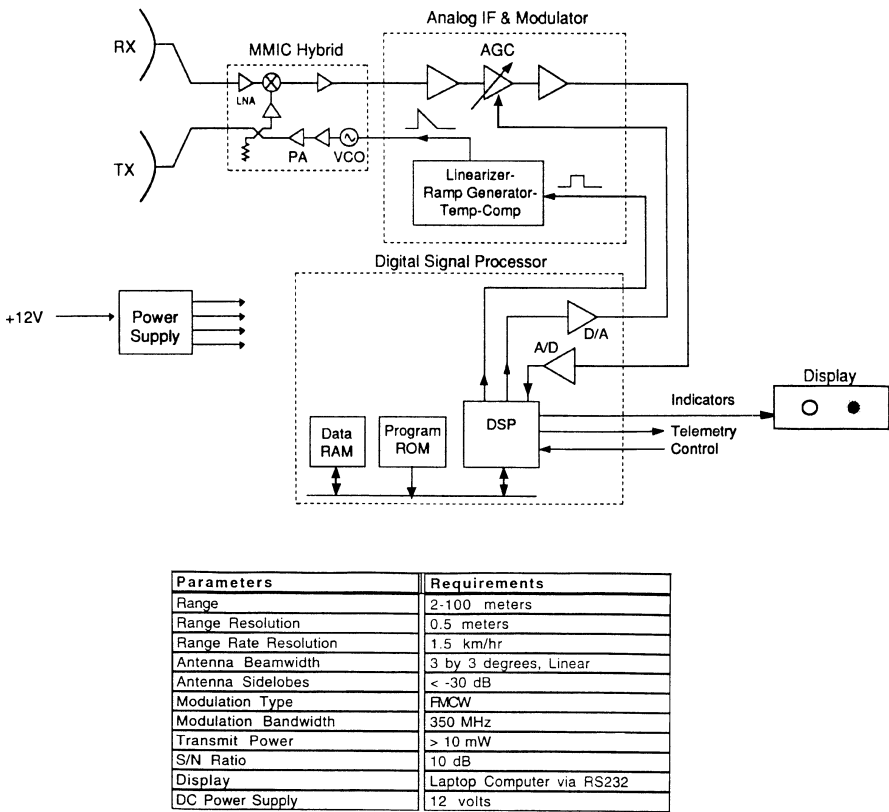 Analog IF & Modulator
RX
MMIC Hybrid
AGC
LNA
TX
PA
VCO
Linearizer-
Ramp Generator-
Temp-Comp
Digital Signal Processor
+12V
Power
Supply
D/A
A/D
Display
Indicators
Data
RAM
Program
ROM
DSP
Telemetry
Control
Parameters Requirements
Range 2-100 meters
Range Resolution 0.5 meters
Range Rate Resolution 1.5 km/hr
Antenna Beamwidth 3 by 3 degrees, Linear
Antenna Sidelobes < -30 dB
Modulation Type FMCW
Modulation Bandwidth 350 MHz
Transmit Power > 10 mW
S/N Ratio 10 dB
Display Laptop Computer via RS232
DC Power Supply 12 volts